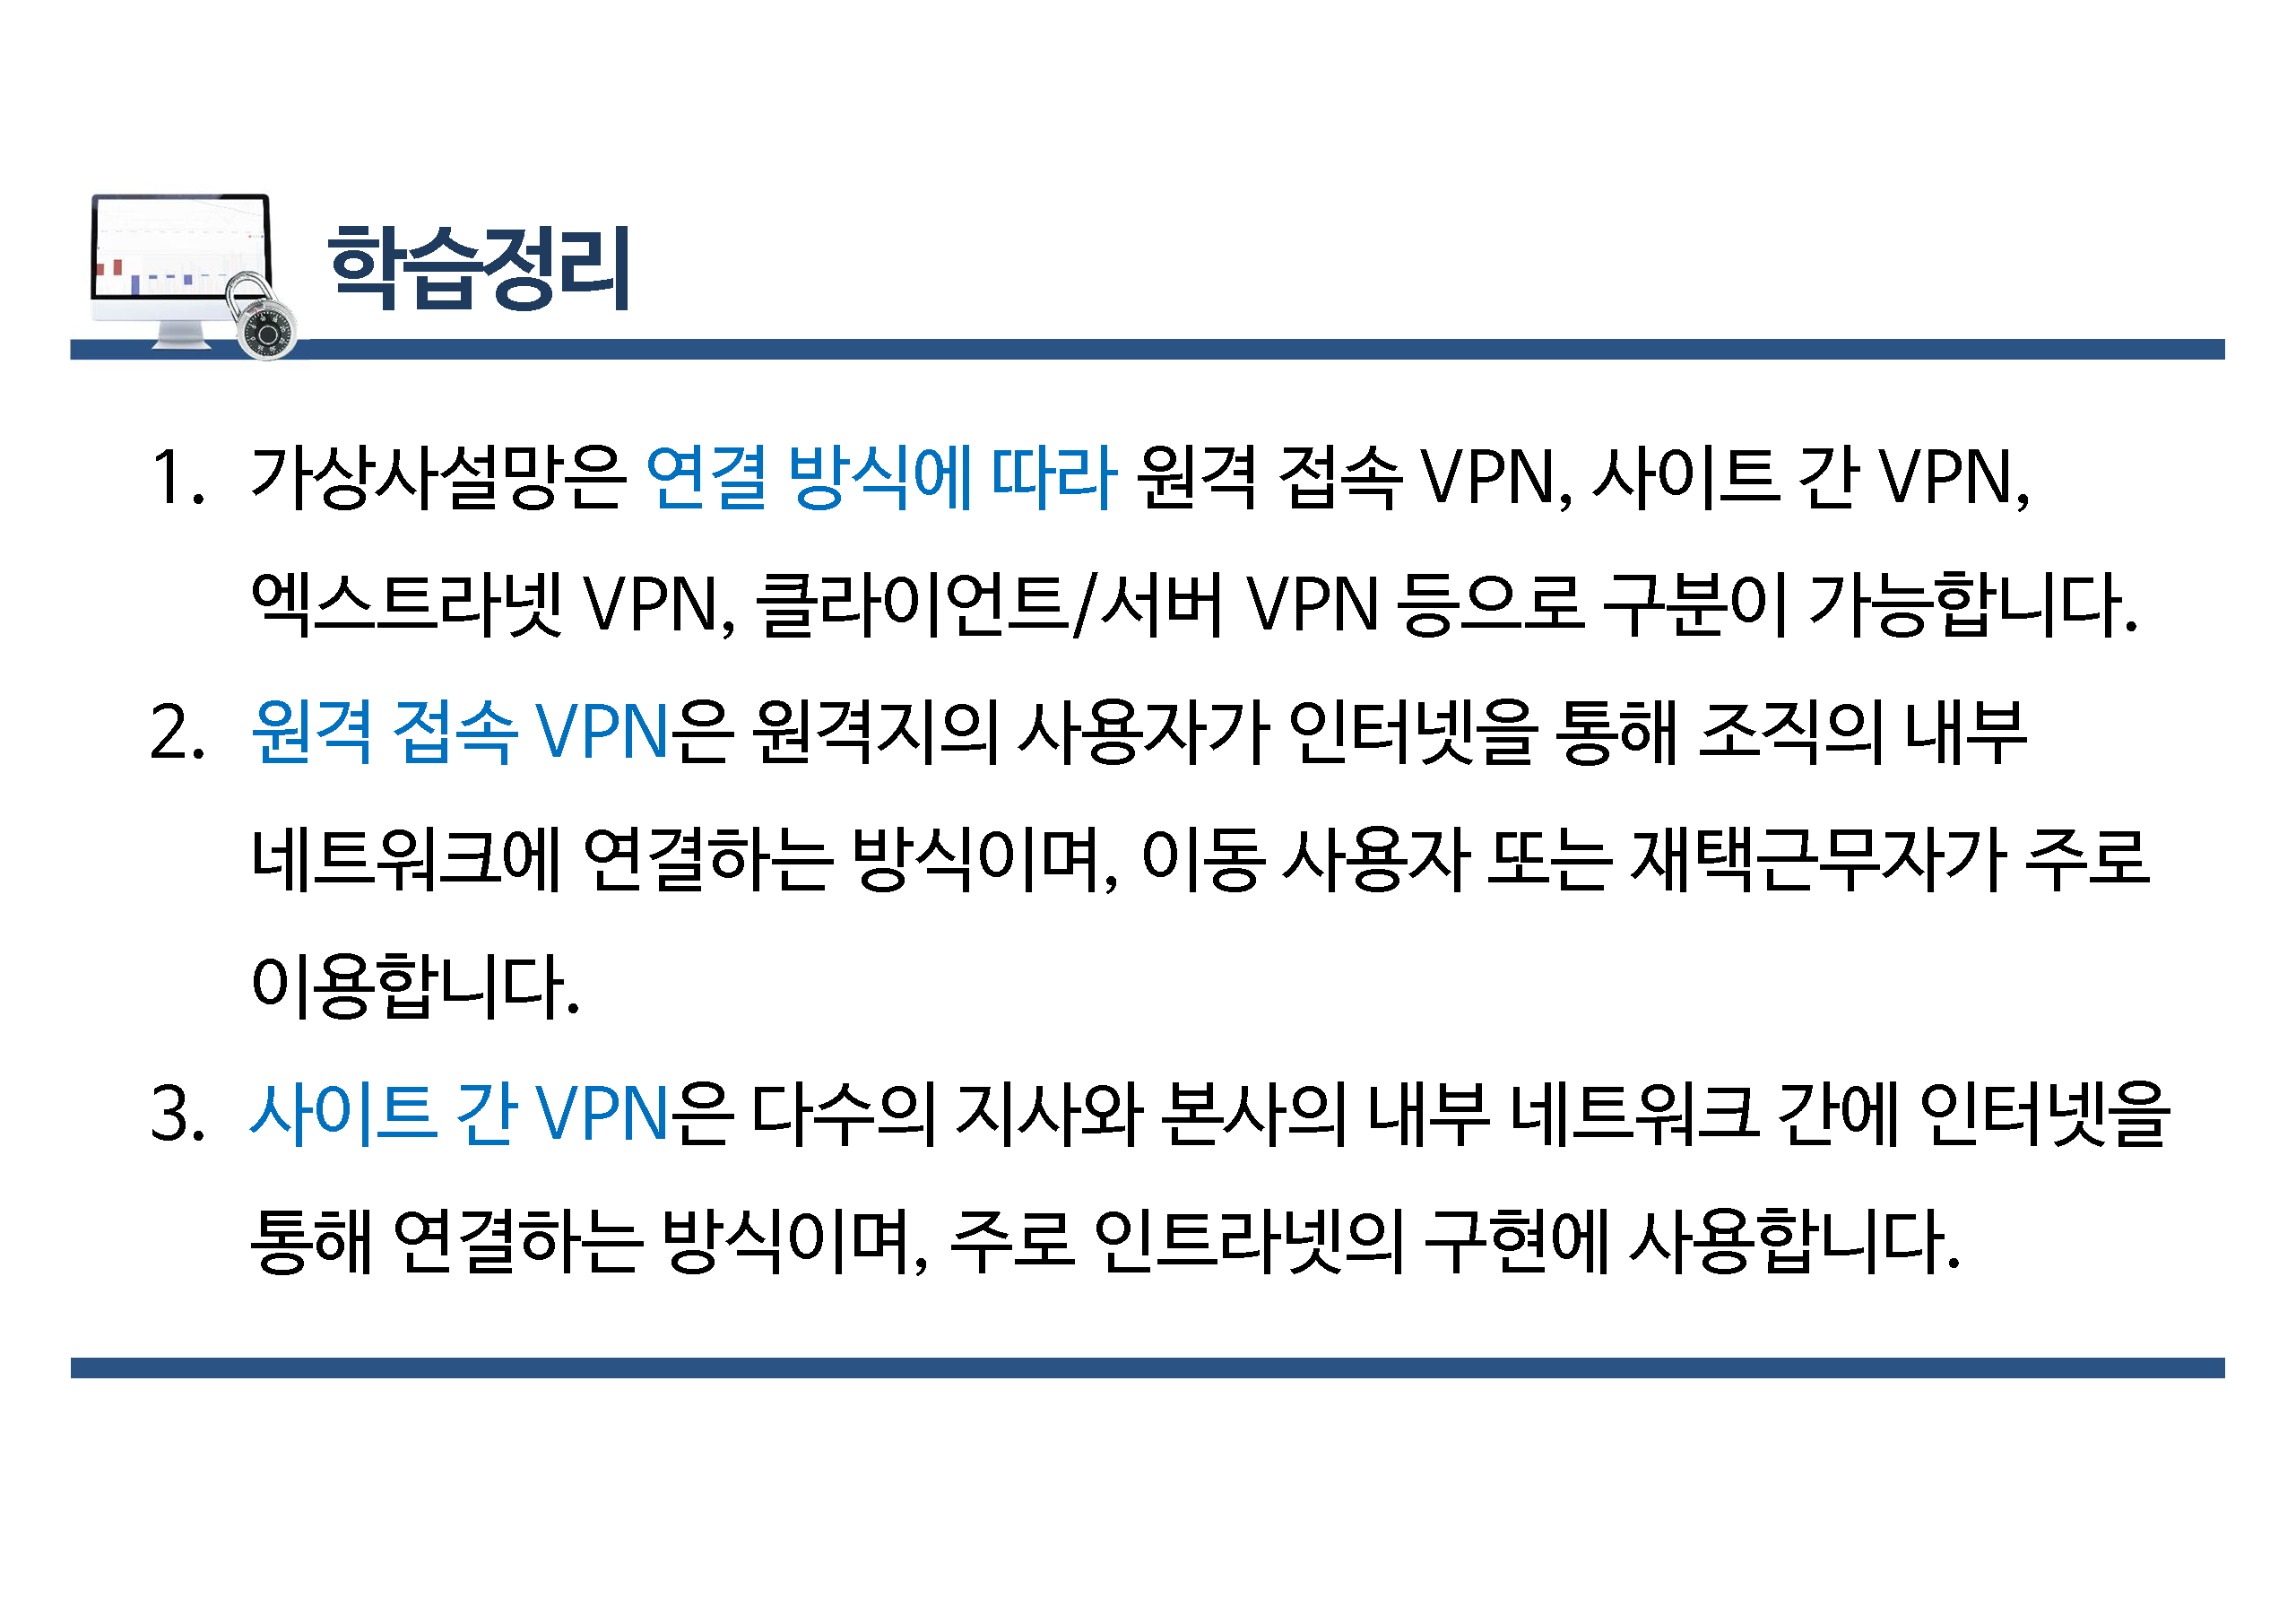 학습정리
1. 가상사설망은 연결 방식에 따라 원격 접속 VPN, 사이트 간 VPN,
엑스트라넷 VPN, 클라이언트/서버 VPN 등으로 구분이 가능합니다.
2. 원격 접속 VPN은 원격지의 사용자가 인터넷을 통해 조직의 내부
네트워크에 연결하는 방식이며, 이동 사용자 또는 재택근무자가 주로
이용합니다.
3. 사이트 간 VPN은 다수의 지사와 본사의 내부 네트워크 간에 인터넷을
통해 연결하는 방식이며, 주로 인트라넷의 구현에 사용합니다.